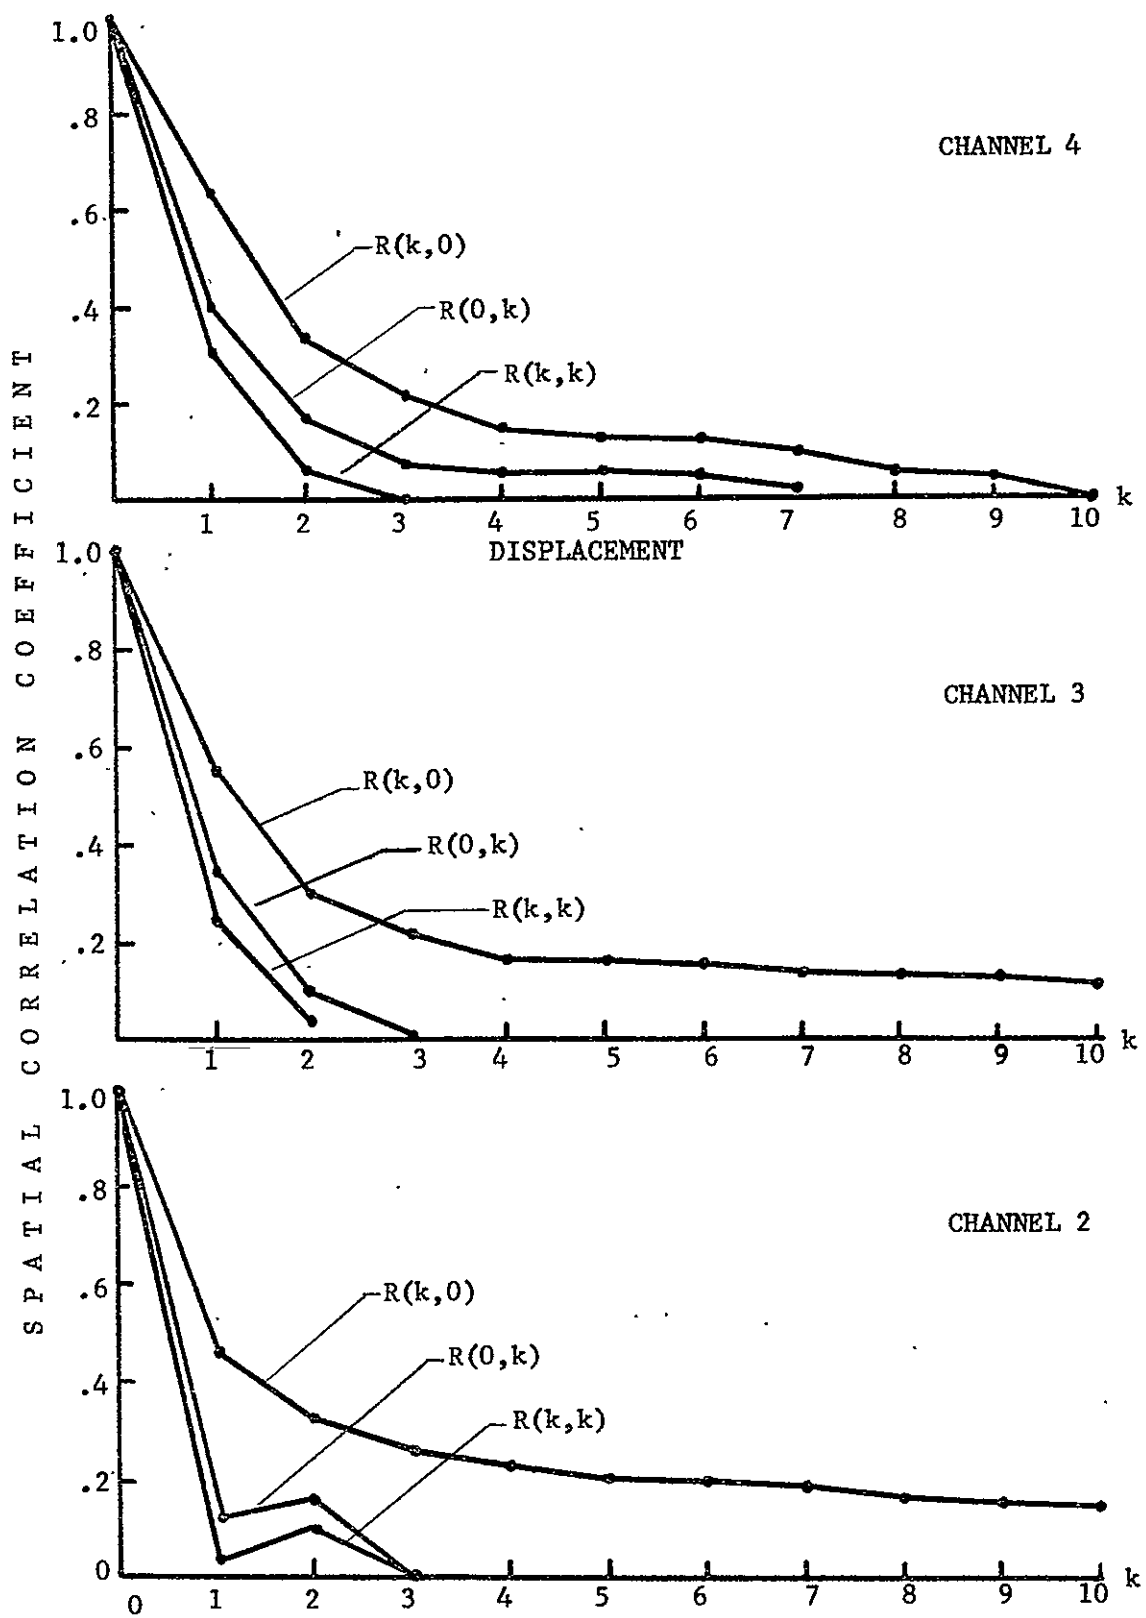 SPATIAL CORRELATION COEFFICIENT
1.0
.8
CHANNEL 4
.6
R(k,0)
.4
R(0,k)
R(k,k)
.2
1 2 3 4 5 6 7 8 9 10 k
DISPLACEMENT
1.0
.8
CHANNEL 3
.6
R(k,0)
.4
R(0,k)
R(k,k)
.2
1 2 3 4 5 6 7 8 9 10 k
1.0
.8
CHANNEL 2
.6
R(k,0)
R(0,k)
.4
R(k,k)
.2
0
0 1 2 3 4 5 6 7 8 9 10 k